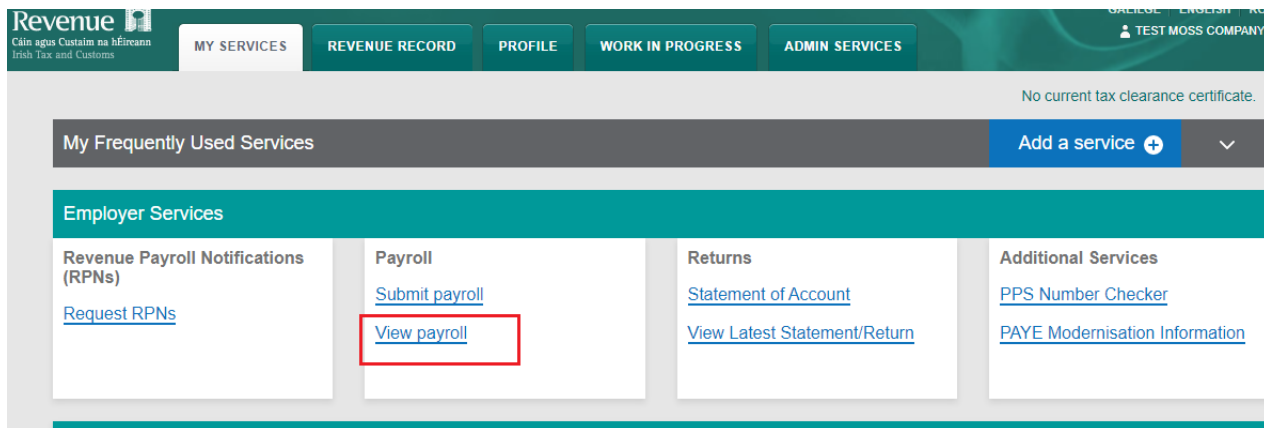 GAEILGE ENGLISH
Revenue
Cáin agus Custaim na hÉireann
Irish Tax and Customs
MY SERVICES REVENUE RECORD PROFILE WORK IN PROGRESS ADMIN SERVICES
TEST MOSS COMPANY
No current tax clearance certificate.
My Frequently Used Services
Add a service
Employer Services
Revenue Payroll Notifications
(RPNs)
Request RPNs
Payroll
Submit payroll
View payroll
Returns
Statement of Account
View Latest Statement/Return
Additional Services
PPS Number Checker
PAYE Modernisation Information